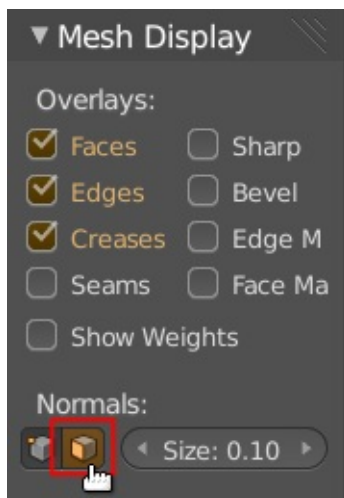 Mesh Display
Overlays:
Faces Sharp
Edges Bevel
Creases Edge M
Seams Face Ma
Show Weights
Normals:
Size: 0.10